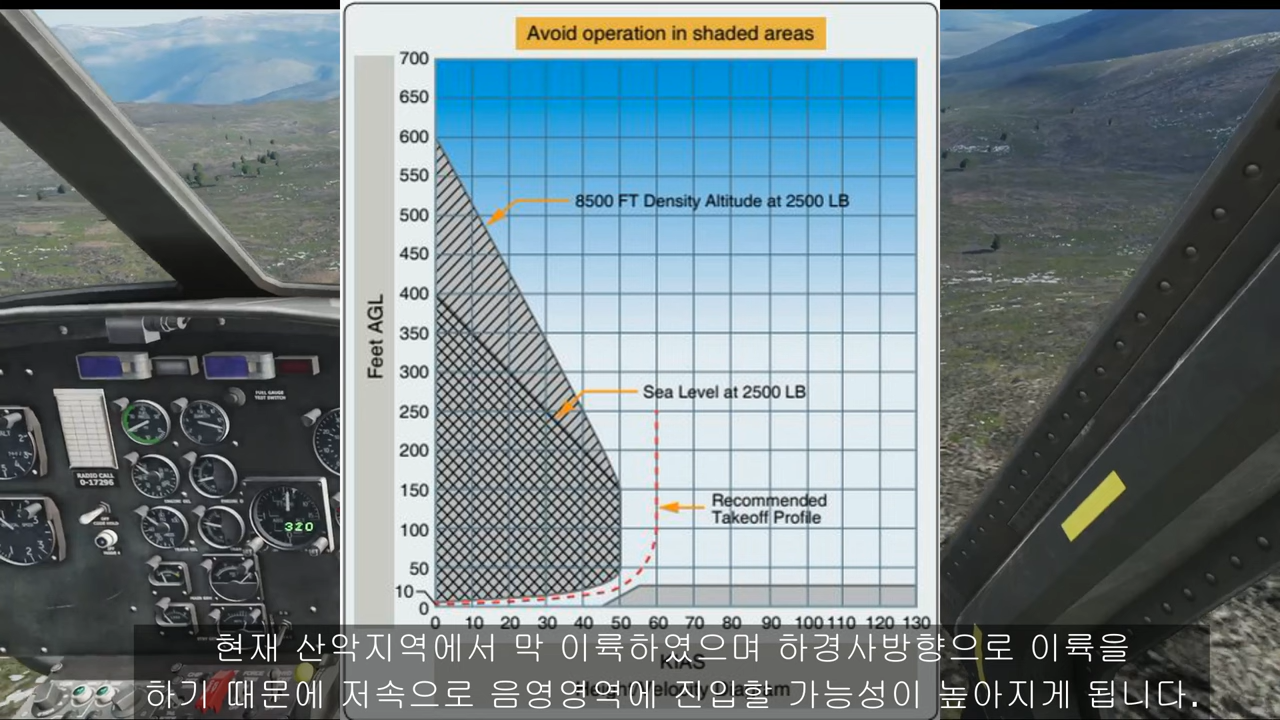 Avoid operation in shaded areas
700
650
600
550
500
450
400
350
300
250
200
150
100
50
10
0
Feet AGL
8500 FT Density Altitude at 2500 LB
Sea Level at 2500 LB
Recommended
Takeoff Profile
0 10 20 30 40 50 60 70 80 90 100 110 120 130
KIAS
Height/Velocity Diagram
RADIO CALL
0-17296
320
현재 산악지역에서 막 이륙하였으며 하경사방향으로 이륙을
하기 때문에 저속으로 음영영역에 진입할 가능성이 높아지게 됩니다.